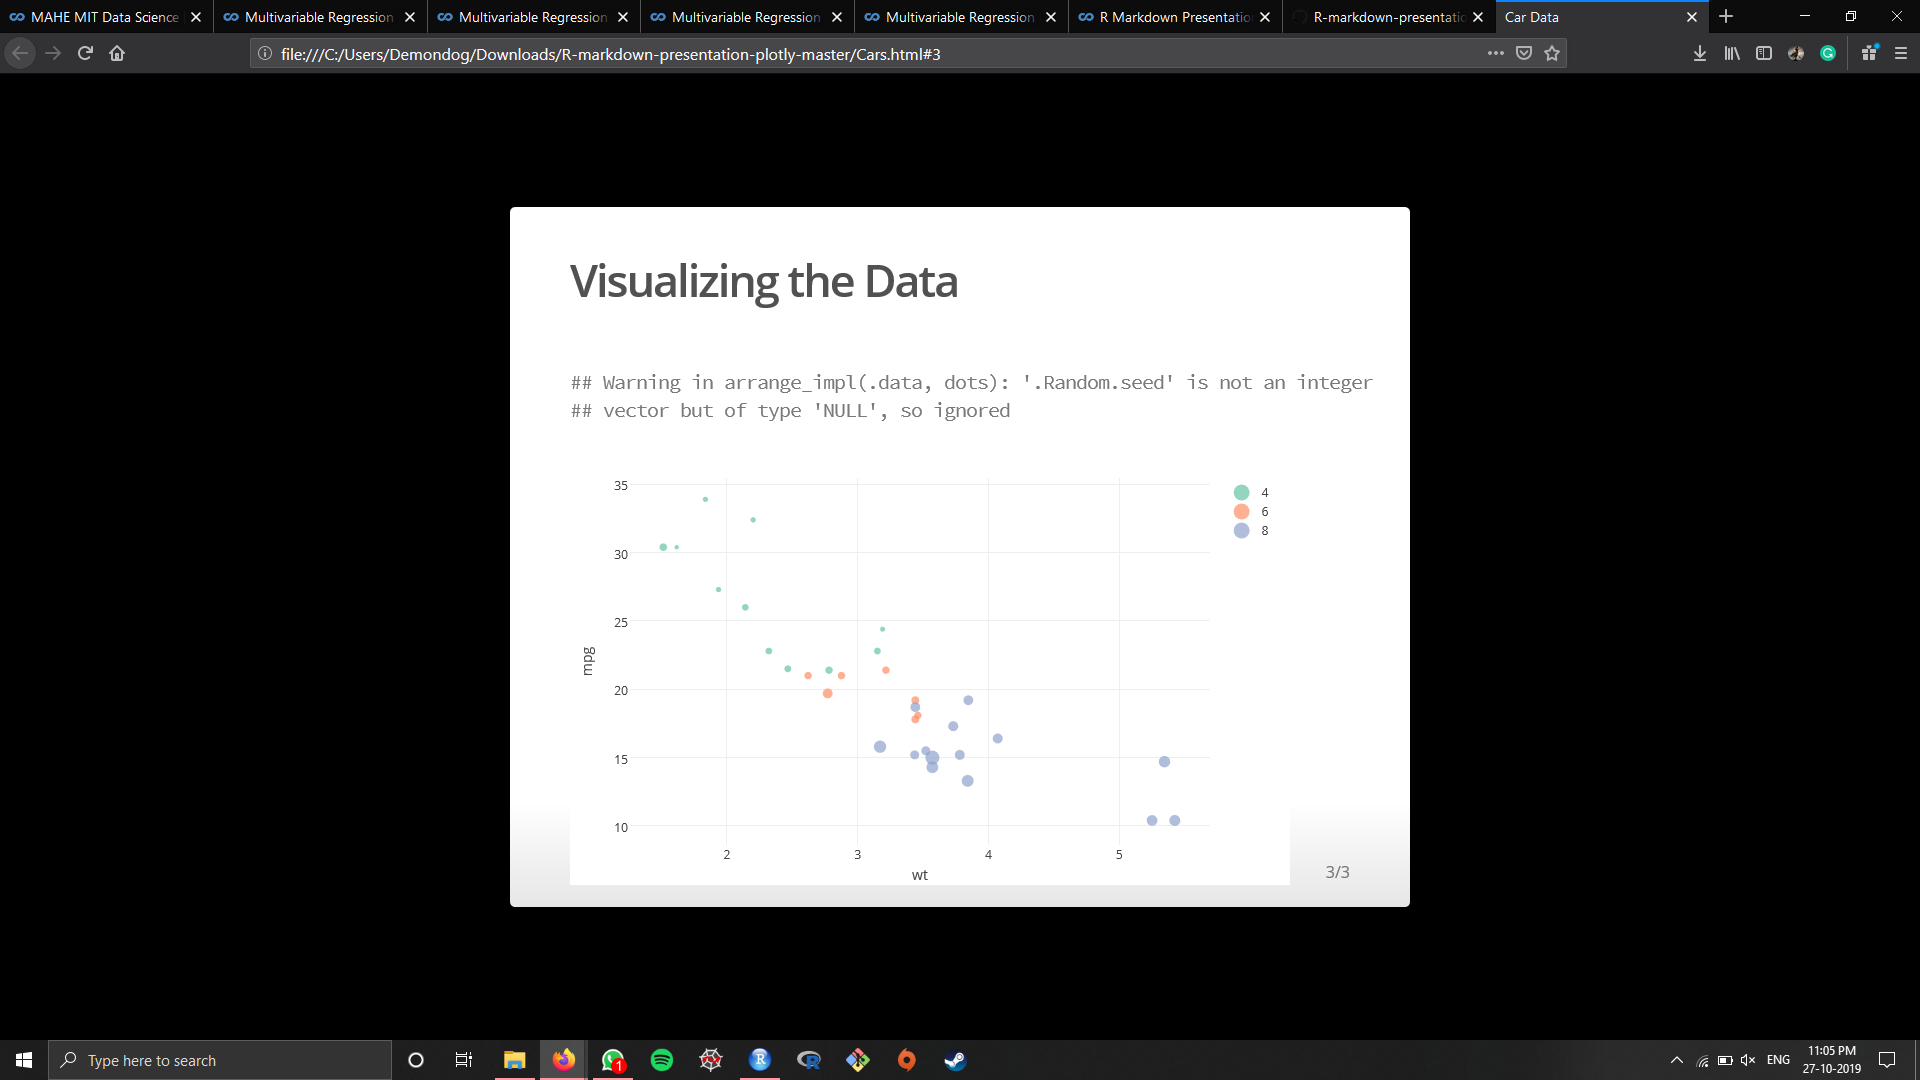 MAHE MIT Data Science
Multivariable Regression
Multivariable Regression
Multivariable Regression
Multivariable Regression
R Markdown Presentatio
R-markdown-presentatio
Car Data
file:///C:/Users/Demondog/Downloads/R-markdown-presentation-plotly-master/Cars.html#3
Visualizing the Data
## Warning in arrange_impl(.data, dots): '.Random.seed' is not an integer
## vector but of type 'NULL', so ignored
35
30
25
20
15
10
mpg
2
3
4
5
wt
4
6
8
3/3
Type here to search
1
ENG
11:05 PM
27-10-2019